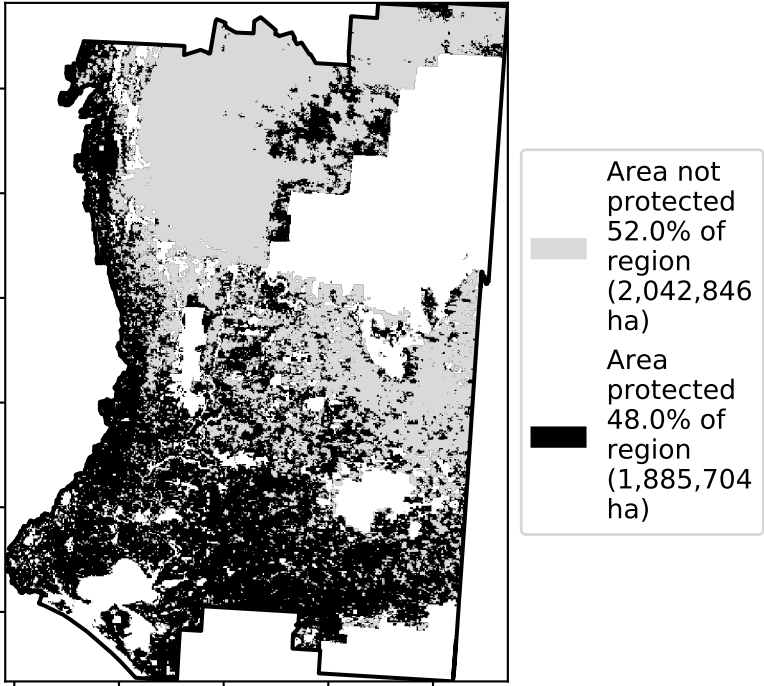 Area not
protected
52.0% of
region
(2,042,846
ha)
Area
protected
48.0% of
region
(1,885,704
ha)